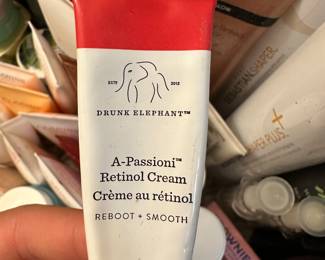 ESTD 2012
DRUNK ELEPHANT™
A-Passioni™
Retinol Cream
Crème au rétinol
REBOOT + SMOOTH